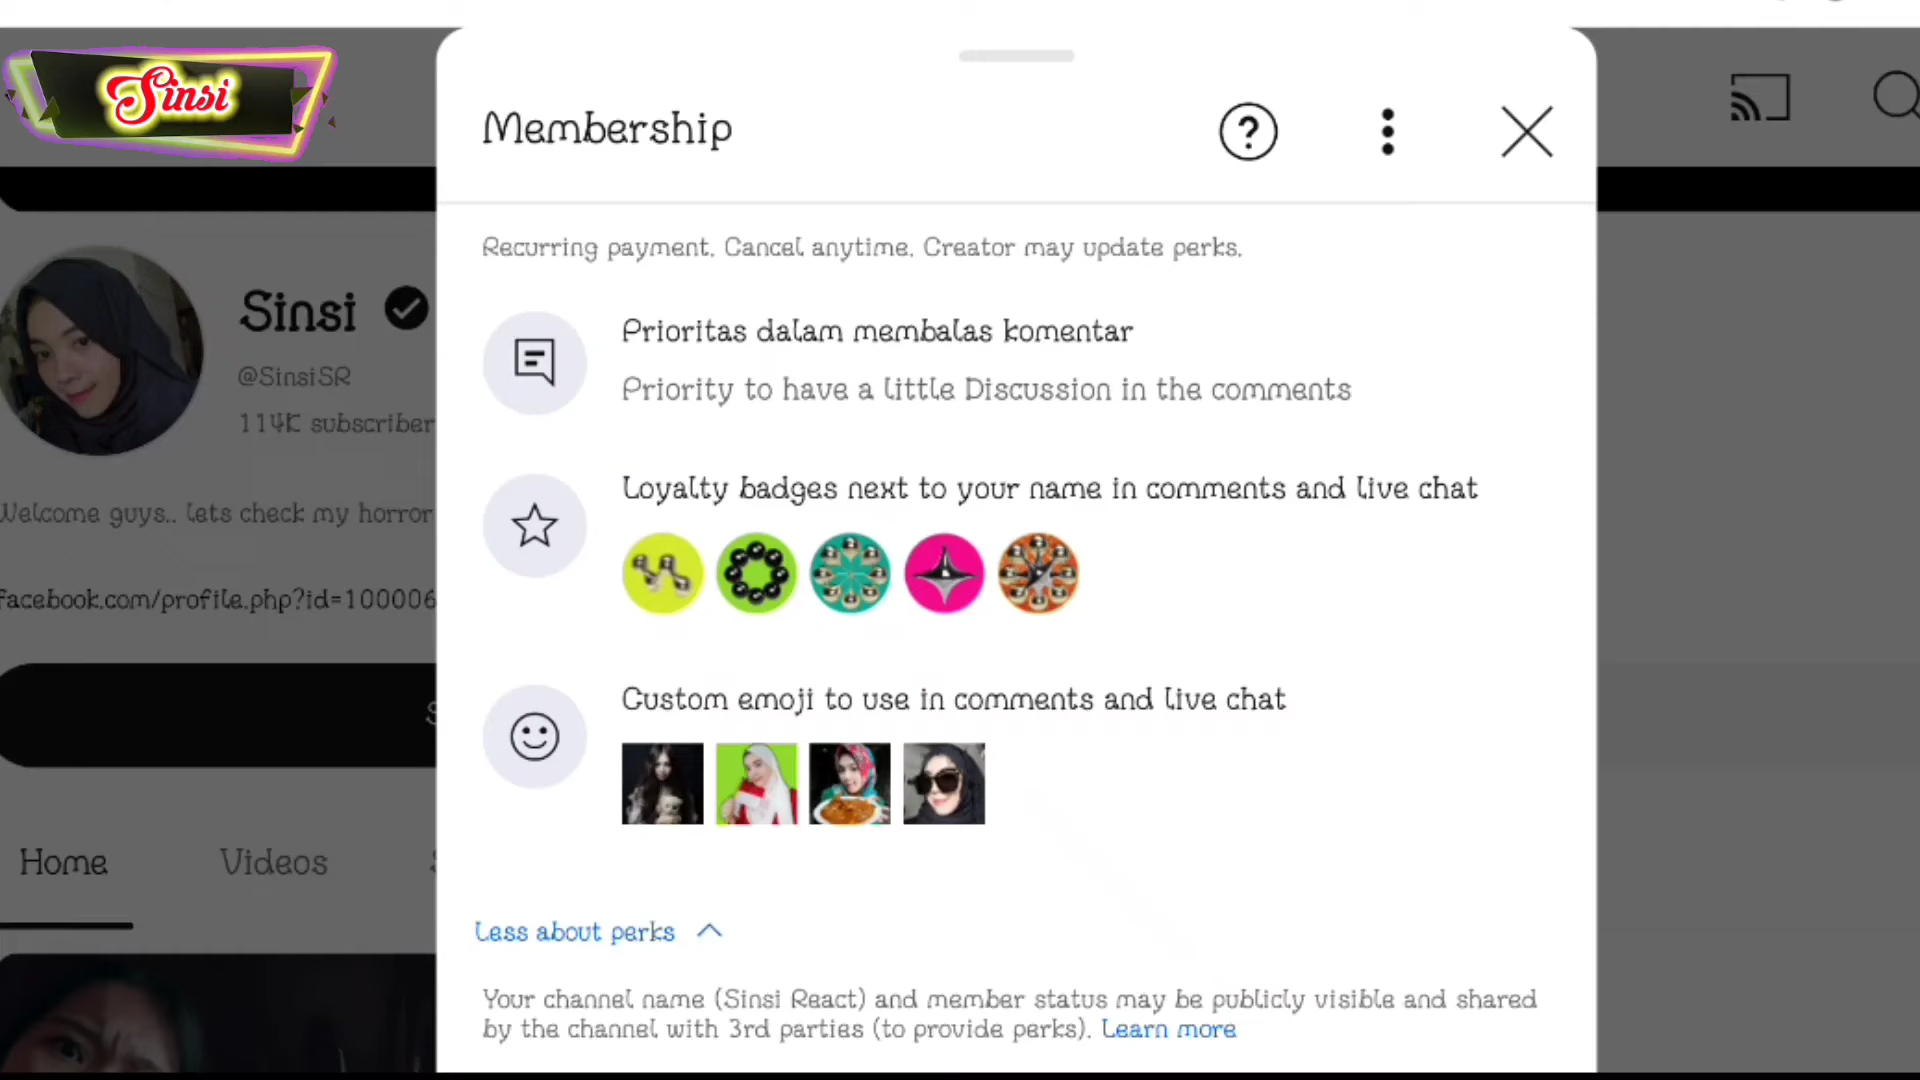 Sinsi
Membership
Recurring payment. Cancel anytime. Creator may update perks.
Sinsi
@SinsiSR
114K subscriber
Welcome guys.. lets check my horror
facebook.com/profile.php?id=100006
Home
Videos
Prioritas dalam membalas komentar
Priority to have a little Discussion in the comments
Loyalty badges next to your name in comments and live chat
Custom emoji to use in comments and live chat
Less about perks
Your channel name (Sinsi React) and member status may be publicly visible and shared
by the channel with 3rd parties (to provide perks). Learn more